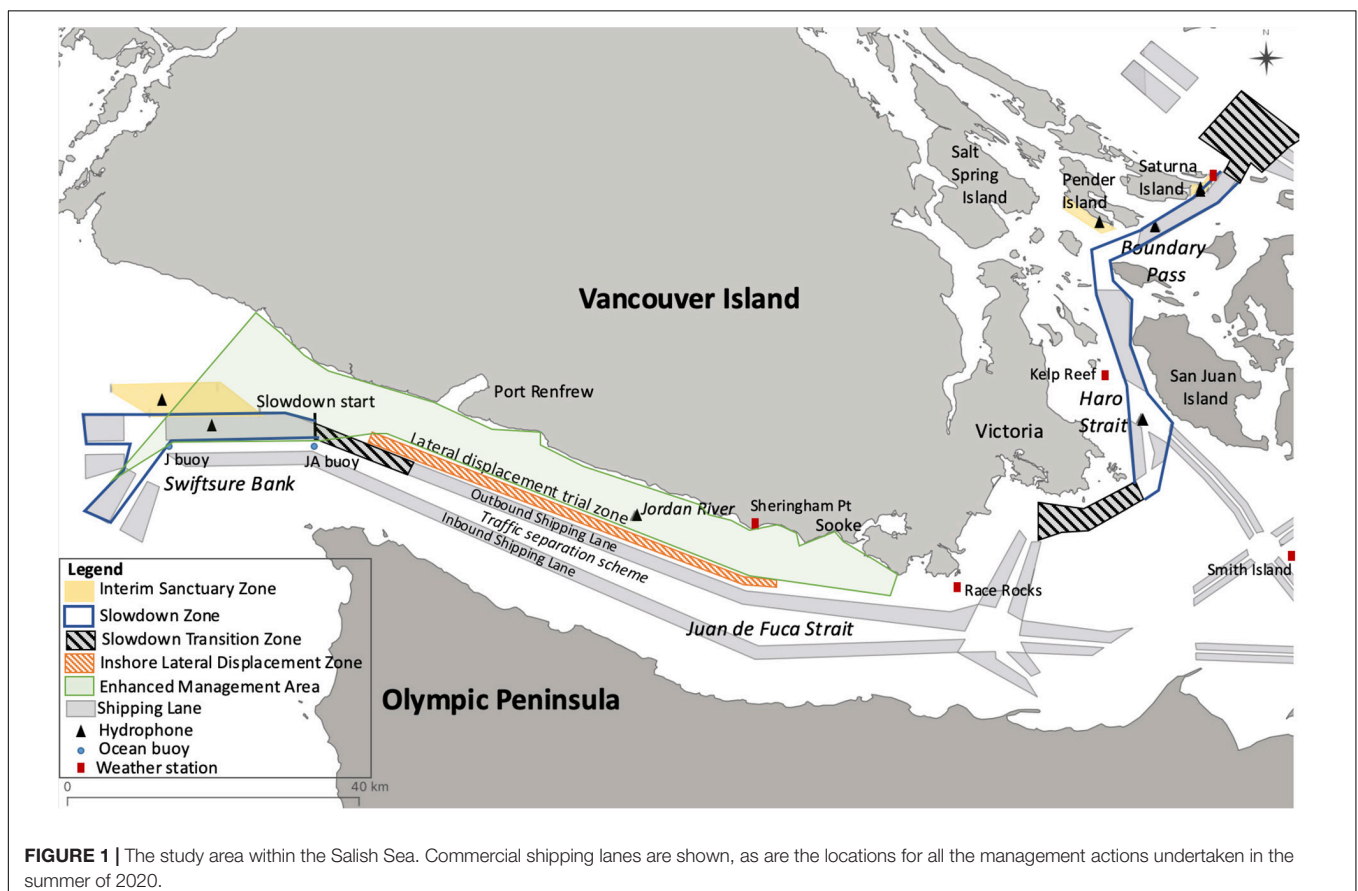 N
Salt
Spring
Island
Pender
Island
Saturna
Island
Boundary
Pass
Vancouver Island
Kelp Reef
Haro
Strait
San Juan
Island
Port Renfrew
Victoria
Slowdown start
J buoy
JA buoy
Swiftsure Bank
Lateral displacement trial zone
Jordan River
Sheringham Pt
Sooke
Outbound Shipping Lane
Traffic separation scheme
Inbound Shipping Lane
Race Rocks
Smith Island
Juan de Fuca Strait
Olympic Peninsula
Legend
Interim Sanctuary Zone
Slowdown Zone
Slowdown Transition Zone
Inshore Lateral Displacement Zone
Enhanced Management Area
Shipping Lane
Hydrophone
Ocean buoy
Weather station
0 40 km
FIGURE 1 | The study area within the Salish Sea. Commercial shipping lanes are shown, as are the locations for all the management actions undertaken in the
summer of 2020.